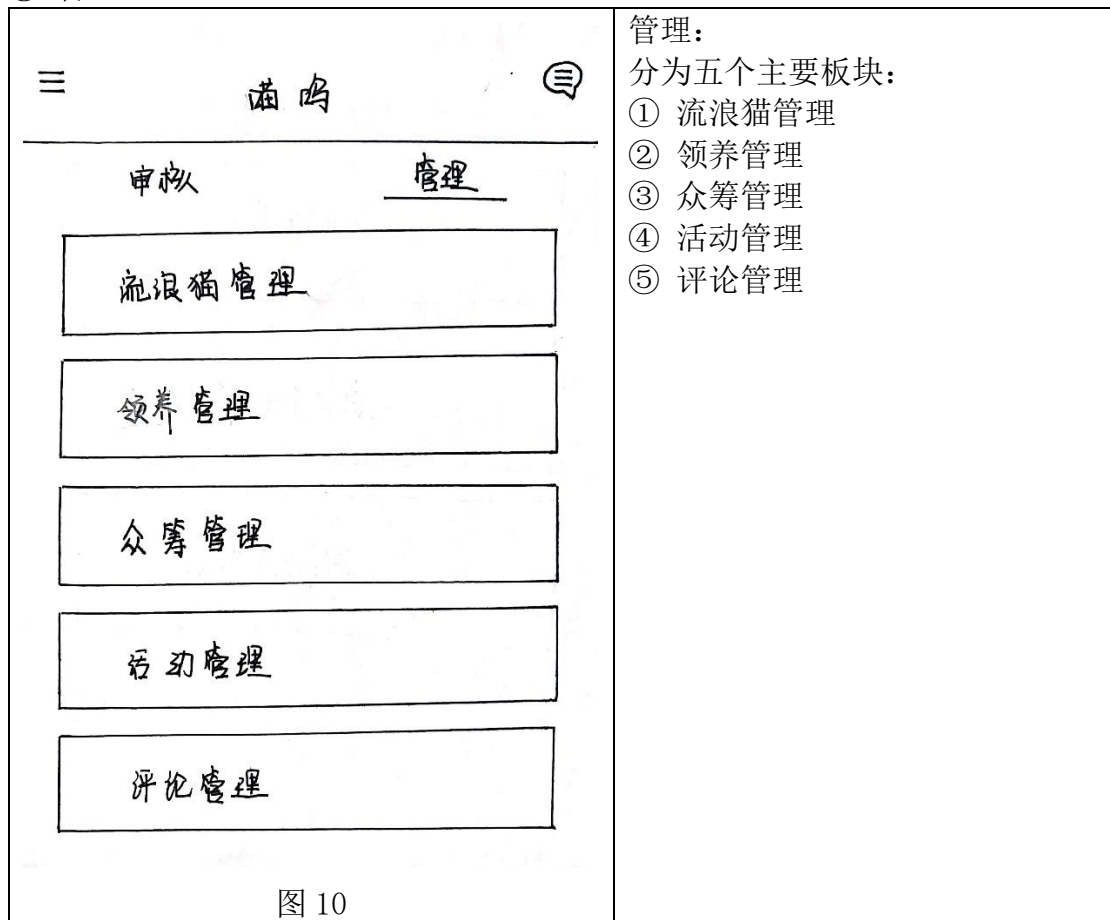 喵呜
审核
管理
流浪猫管理
领养管理
众筹管理
活动管理
评论管理
图 10
管理：
分为五个主要板块：
① 流浪猫管理
② 领养管理
③ 众筹管理
④ 活动管理
⑤ 评论管理